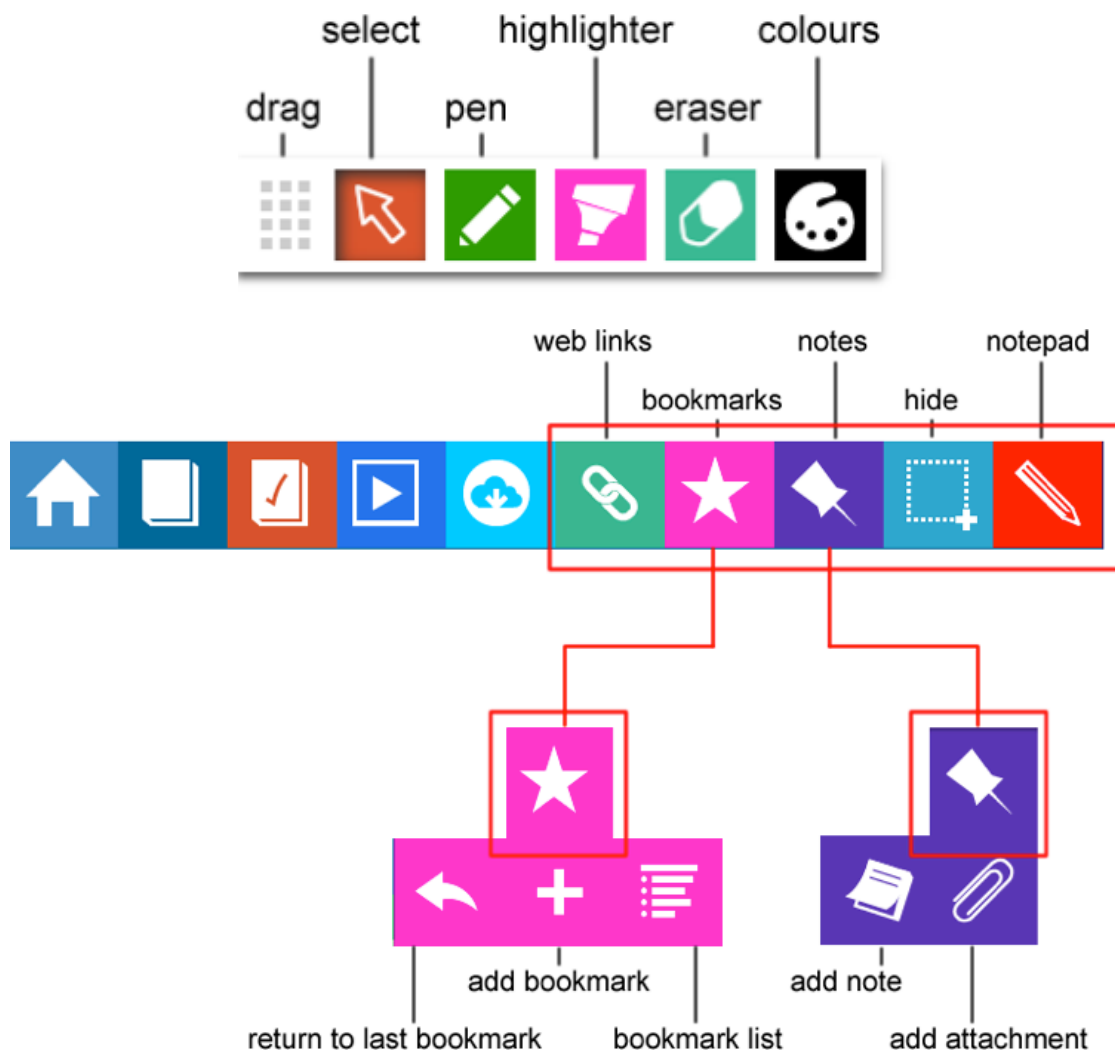 select highlighter colours
drag pen eraser
web links notes notepad
bookmarks hide
add bookmark add note
return to last bookmark bookmark list add attachment